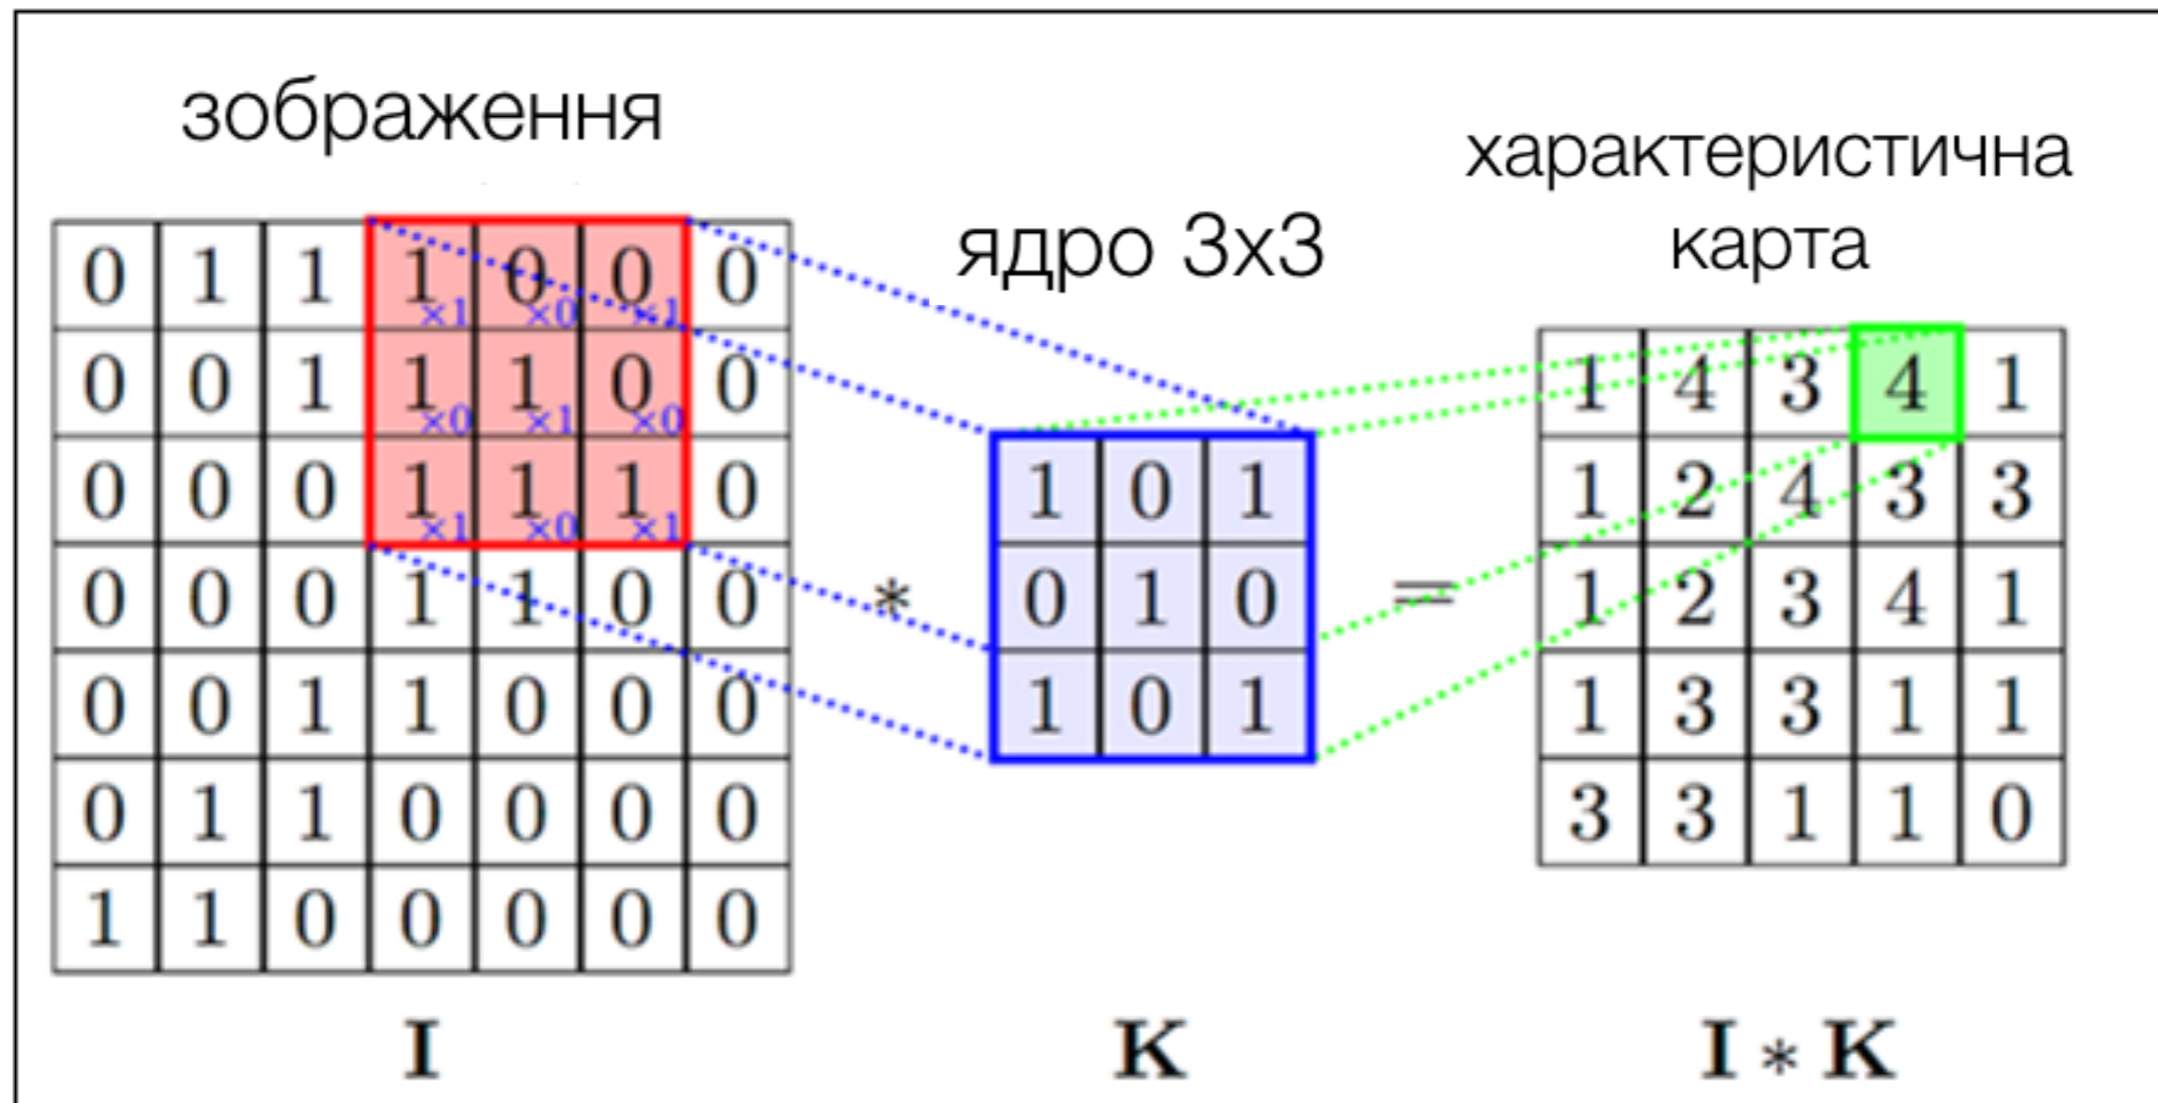 зображення
характеристична
карта
ядро 3х3
0 1 1 1 0 0 0
×1 ×0 ×1
0 0 1 1 1 0 0
×0 ×1 ×0
0 0 0 1 1 1 0
×1 ×0 ×1
0 0 0 1 1 0 0
0 0 1 1 0 0 0
0 1 1 0 0 0 0
1 1 0 0 0 0 0
I
*
1 0 1
0 1 0
1 0 1
K
=
1 4 3 4 1
1 2 4 3 3
1 2 3 4 1
1 3 3 1 1
3 3 1 1 0
I * K